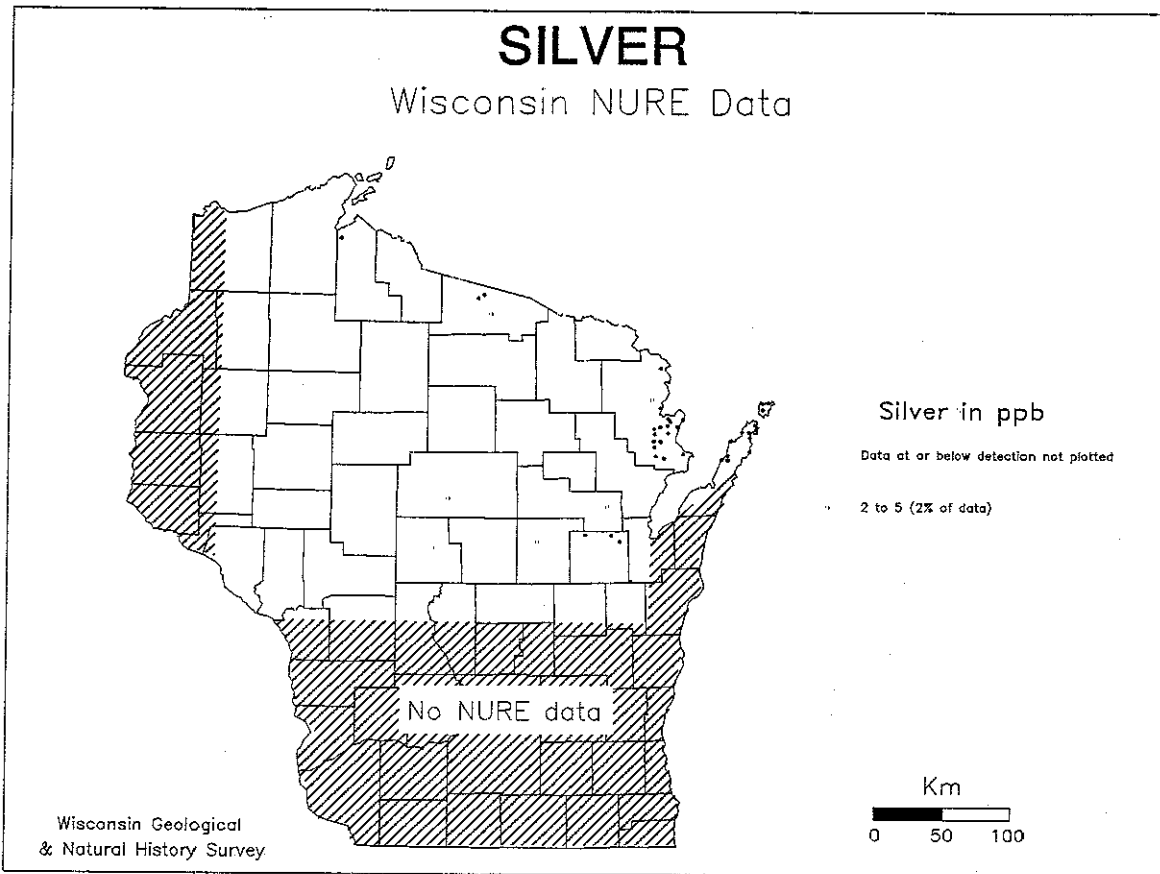 SILVER
Wisconsin NURE Data
Silver in ppb
Data at or below detection not plotted
2 to 5 (2% of data)
No NURE data
Km
0 50 100
Wisconsin Geological
& Natural History Survey